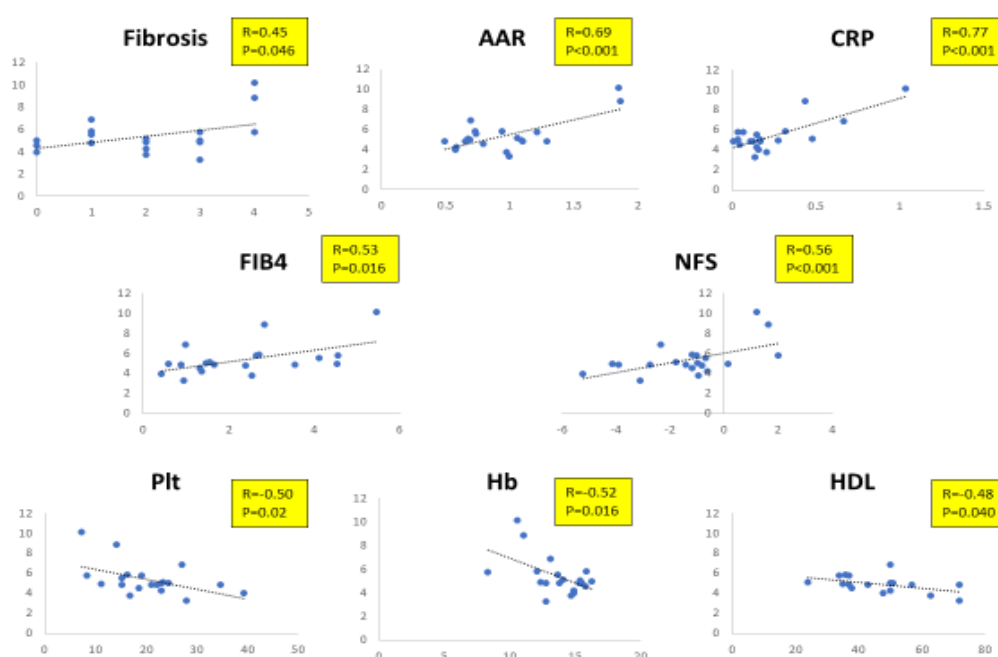 Fibrosis
R=0.45
P=0.046
12
10
8
6
4
2
0
0 1 2 3 4 5
AAR
R=0.69
P<0.001
12
10
8
6
4
2
0
0.5 1 1.5 2
CRP
R=0.77
P<0.001
12
10
8
6
4
2
0
0 0.5 1 1.5
FIB4
R=0.53
P=0.016
12
10
8
6
4
2
0
0 2 4 6
NFS
R=0.56
P<0.001
12
10
8
6
4
2
0
-6 -4 -2 0 2 4
Plt
R=-0.50
P=0.02
12
10
8
6
4
2
0
0 10 20 30 40 50
Hb
R=-0.52
P=0.016
12
10
8
6
4
2
0
5 10 15 20
HDL
R=-0.48
P=0.040
12
10
8
6
4
2
0
20 40 60 80